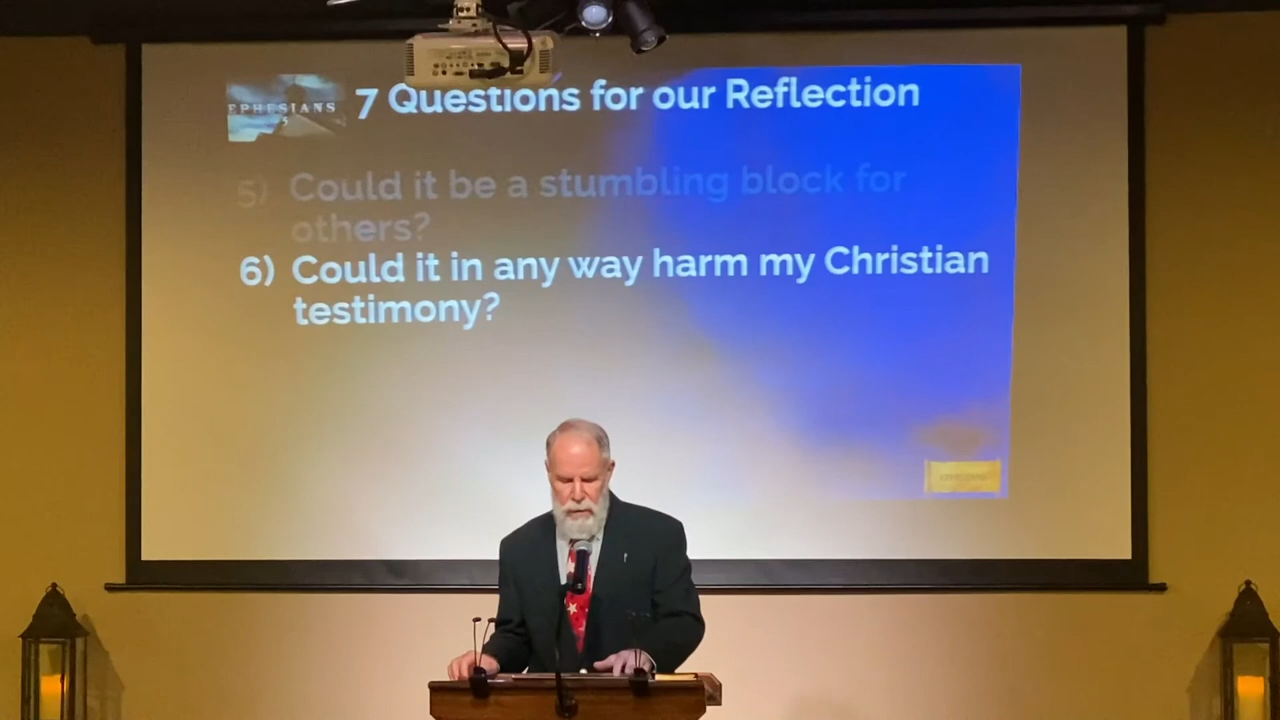 EPHESIANS
5
7 Questions for our Reflection
5) Could it be a stumbling block for
others?
6) Could it in any way harm my Christian
testimony?